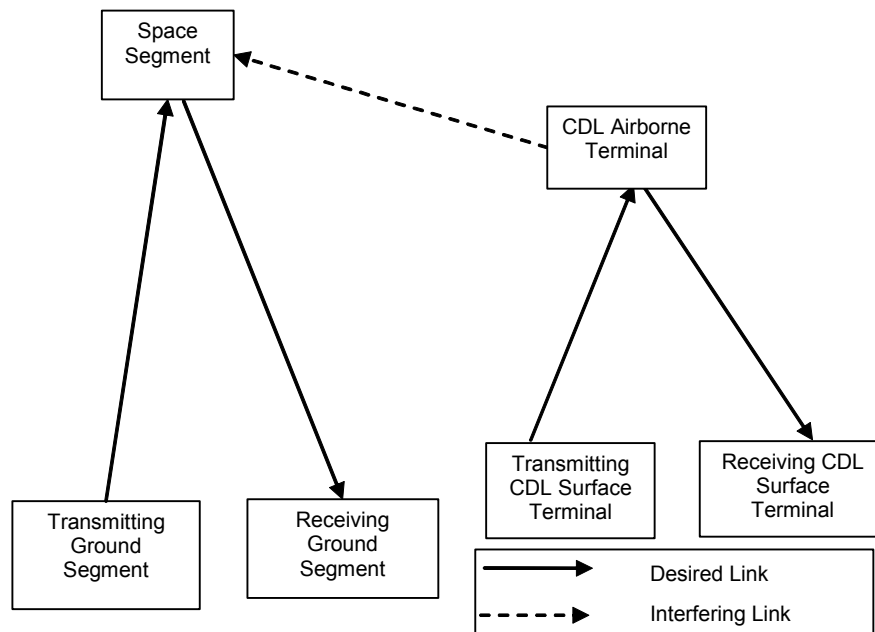 Space
Segment
CDL Airborne
Terminal
Transmitting
CDL Surface
Terminal
Receiving CDL
Surface
Terminal
Transmitting
Ground
Segment
Receiving
Ground
Segment
Desired Link
Interfering Link